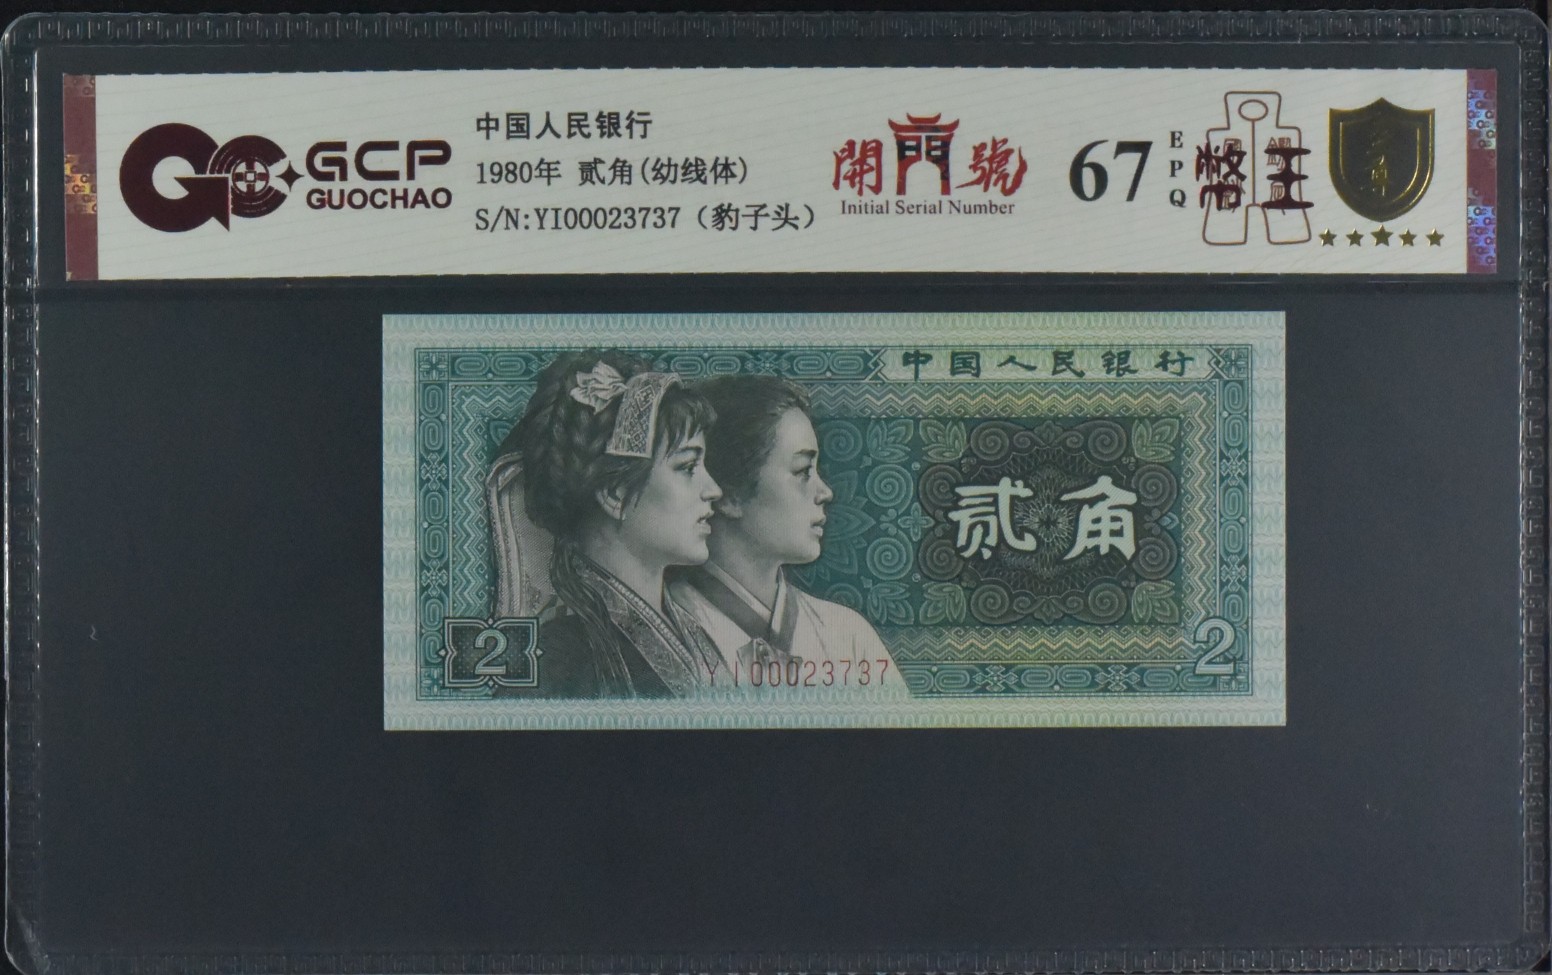 GCP
GUOCHAO
中国人民银行
1980年 贰角(幼线体)
S/N:YI00023737 (豹子头)
開門號
Initial Serial Number
67
EPQ
中国人民银行
贰角
2
2
YI00023737